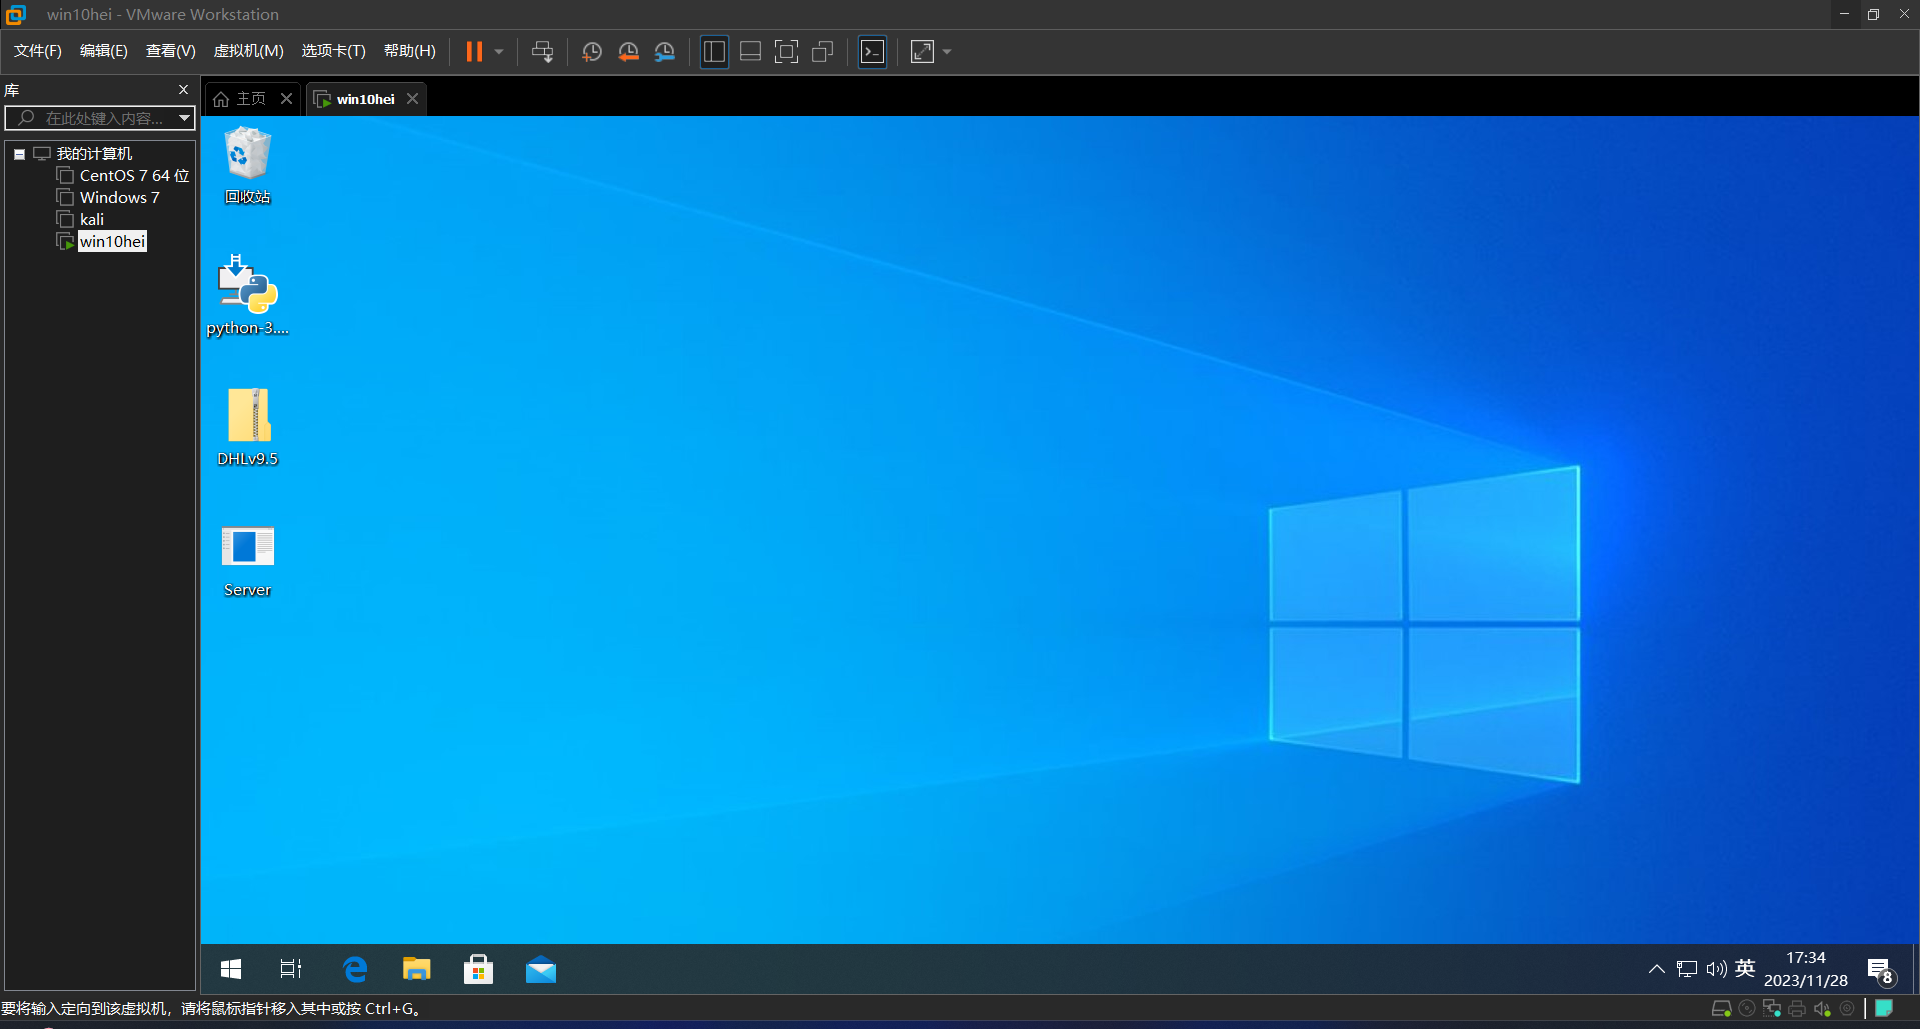 win10hei - VMware Workstation
文件(F) 编辑(E) 查看(V) 虚拟机(M) 选项卡(T) 帮助(H)
库
在此处键入内容...
我的计算机
CentOS 7 64 位
Windows 7
kali
win10hei
主页
win10hei
回收站
python-3....
DHLv9.5
Server
英
17:34
2023/11/28
8
要将输入定向到该虚拟机，请将鼠标指针移入其中或按 Ctrl+G。